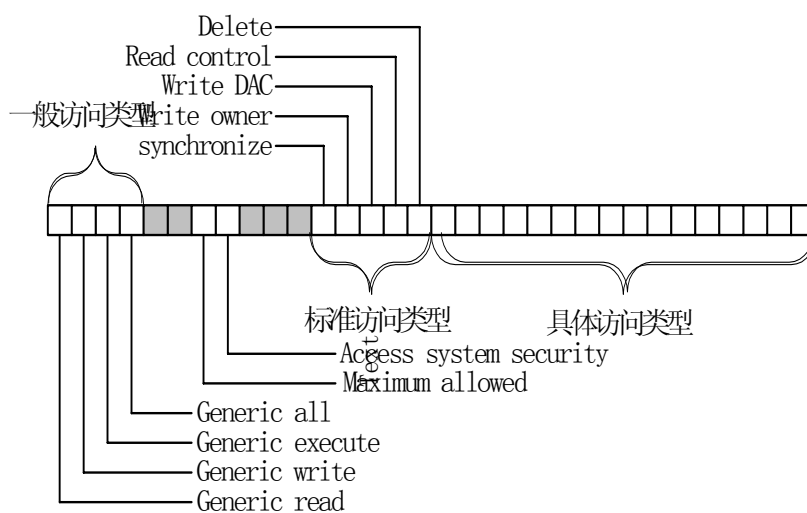 Delete
Read control
Write DAC
一般访问类型
Write owner
synchronize
标准访问类型
具体访问类型
Text
Access system security
Maximum allowed
Generic all
Generic execute
Generic write
Generic read